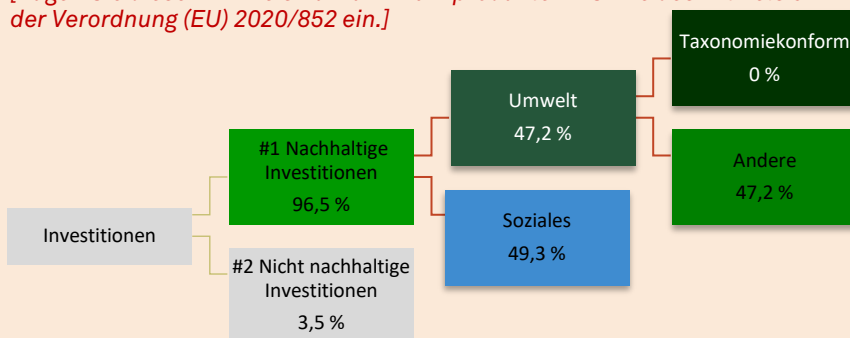 der Verordnung (EU) 2020/852 ein.]
Taxonomiekonform
0 %
Umwelt
47,2 %
#1 Nachhaltige
Investitionen
96,5 %
Andere
47,2 %
Investitionen
Soziales
49,3 %
#2 Nicht nachhaltige
Investitionen
3,5 %